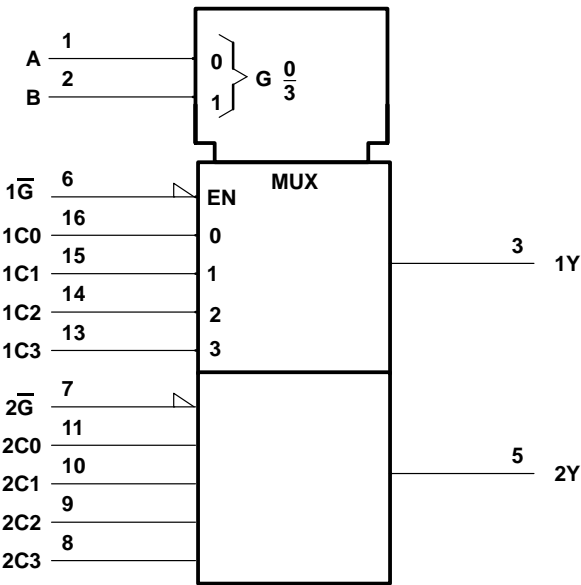 A 1 0
B 2 1
G 0/3
MUX
1G̅ 6 EN
1C0 16 0
1C1 15 1
1C2 14 2
1C3 13 3
3 1Y
2G̅ 7
2C0 11
2C1 10
2C2 9
2C3 8
5 2Y